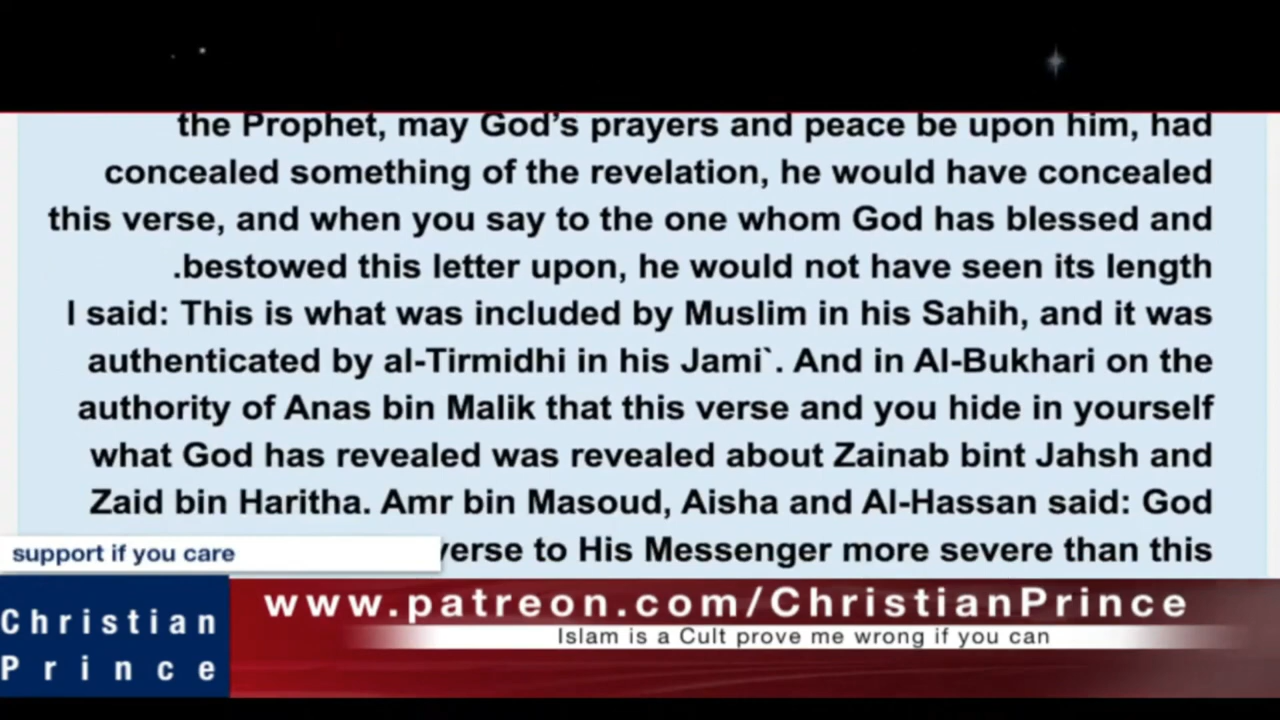 the Prophet, may God’s prayers and peace be upon him, had
concealed something of the revelation, he would have concealed
this verse, and when you say to the one whom God has blessed and
.bestowed this letter upon, he would not have seen its length
I said: This is what was included by Muslim in his Sahih, and it was
authenticated by al-Tirmidhi in his Jami`. And in Al-Bukhari on the
authority of Anas bin Malik that this verse and you hide in yourself
what God has revealed was revealed about Zainab bint Jahsh and
Zaid bin Haritha. Amr bin Masoud, Aisha and Al-Hassan said: God
verse to His Messenger more severe than this
support if you care
Christian
Prince
www.patreon.com/ChristianPrince
Islam is a Cult prove me wrong if you can